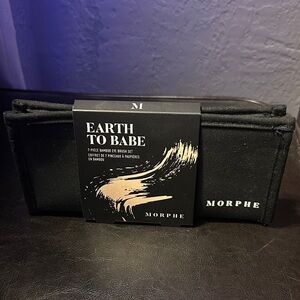 M
EARTH
TO BABE
7-PIECE BAMBOO EYE BRUSH SET
COFFRET DE 7 PINCEAUX À PAUPIÈRES
EN BAMBOU
MORPHE
MORPHE